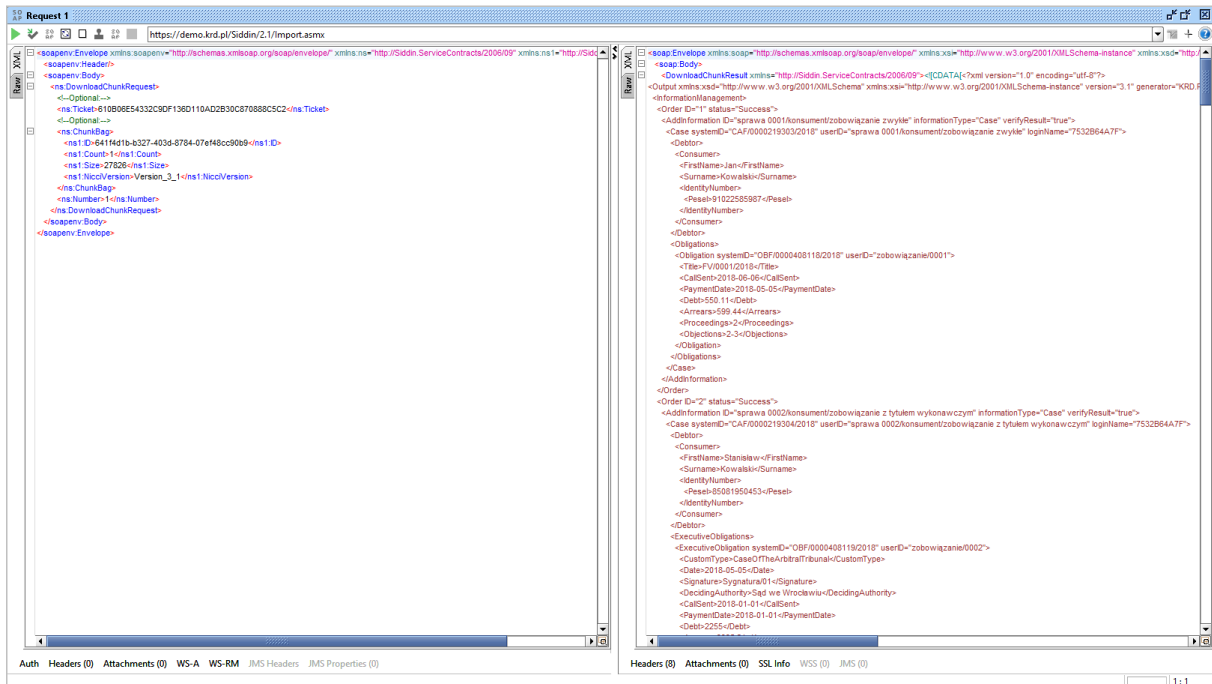 Request 1
https://demo.krd.pl/Siddin/2.1/Import.asmx
XML
Raw
<soapenv:Envelope xmlns:soapenv="http://schemas.xmlsoap.org/soap/envelope/" xmlns:ns="http://Siddin.ServiceContracts/2006/09" xmlns:ns1="http://Sidd
<soapenv:Header/>
<soapenv:Body>
<ns:DownloadChunkRequest>
<!--Optional:-->
<ns:Ticket>610B06E54332C9DF136D110AD2B30C870888C5C2</ns:Ticket>
<!--Optional:-->
<ns:ChunkBag>
<ns1:ID>641f4d1b-b327-403d-8784-07ef48cc90b9</ns1:ID>
<ns1:Count>1</ns1:Count>
<ns1:Size>27826</ns1:Size>
<ns1:NicciVersion>Version_3_1</ns1:NicciVersion>
</ns:ChunkBag>
<ns:Number>1</ns:Number>
</ns:DownloadChunkRequest>
</soapenv:Body>
</soapenv:Envelope>
Auth Headers (0) Attachments (0) WS-A WS-RM JMS Headers JMS Properties (0)
XML
Raw
<soap:Envelope xmlns:soap="http://schemas.xmlsoap.org/soap/envelope/" xmlns:xsi="http://www.w3.org/2001/XMLSchema-instance" xmlns:xsd="http:/
<soap:Body>
<DownloadChunkResult xmlns="http://Siddin.ServiceContracts/2006/09"><![CDATA[<?xml version="1.0" encoding="utf-8"?>
<Output xmlns:xsd="http://www.w3.org/2001/XMLSchema" xmlns:xsi="http://www.w3.org/2001/XMLSchema-instance" version="3.1" generator="KRD.F
<InformationManagement>
<Order ID="1" status="Success">
<AddInformation ID="sprawa 0001/konsument/zobowiązanie zwykłe" informationType="Case" verifyResult="true">
<Case systemID="CAF/0000219303/2018" userID="sprawa 0001/konsument/zobowiązanie zwykłe" loginName="7532B64A7F">
<Debtor>
<Consumer>
<FirstName>Jan</FirstName>
<Surname>Kowalski</Surname>
<IdentityNumber>
<Pesel>91022585987</Pesel>
</IdentityNumber>
</Consumer>
</Debtor>
<Obligations>
<Obligation systemID="OBF/0000408118/2018" userID="zobowiązanie/0001">
<Title>FV/0001/2018</Title>
<CallSent>2018-06-06</CallSent>
<PaymentDate>2018-05-05</PaymentDate>
<Debt>550.11</Debt>
<Arrears>599.44</Arrears>
<Proceedings>2</Proceedings>
<Objections>2-3</Objections>
</Obligation>
</Obligations>
</Case>
</AddInformation>
</Order>
<Order ID="2" status="Success">
<AddInformation ID="sprawa 0002/konsument/zobowiązanie z tytułem wykonawczym" informationType="Case" verifyResult="true">
<Case systemID="CAF/0000219304/2018" userID="sprawa 0002/konsument/zobowiązanie z tytułem wykonawczym" loginName="7532B64A7F">
<Debtor>
<Consumer>
<FirstName>Stanisław</FirstName>
<Surname>Kowalski</Surname>
<IdentityNumber>
<Pesel>85081950453</Pesel>
</IdentityNumber>
</Consumer>
</Debtor>
<ExecutiveObligations>
<ExecutiveObligation systemID="OBF/0000408119/2018" userID="zobowiązanie/0002">
<CustomType>CaseOfTheArbitralTribunal</CustomType>
<Date>2018-05-05</Date>
<Signature>Sygnatura/01</Signature>
<DecidingAuthority>Sąd we Wrocławiu</DecidingAuthority>
<CallSent>2018-01-01</CallSent>
<PaymentDate>2018-01-01</PaymentDate>
<Debt>2255</Debt>
Headers (8) Attachments (0) SSL Info WSS (0) JMS (0)
1 : 1